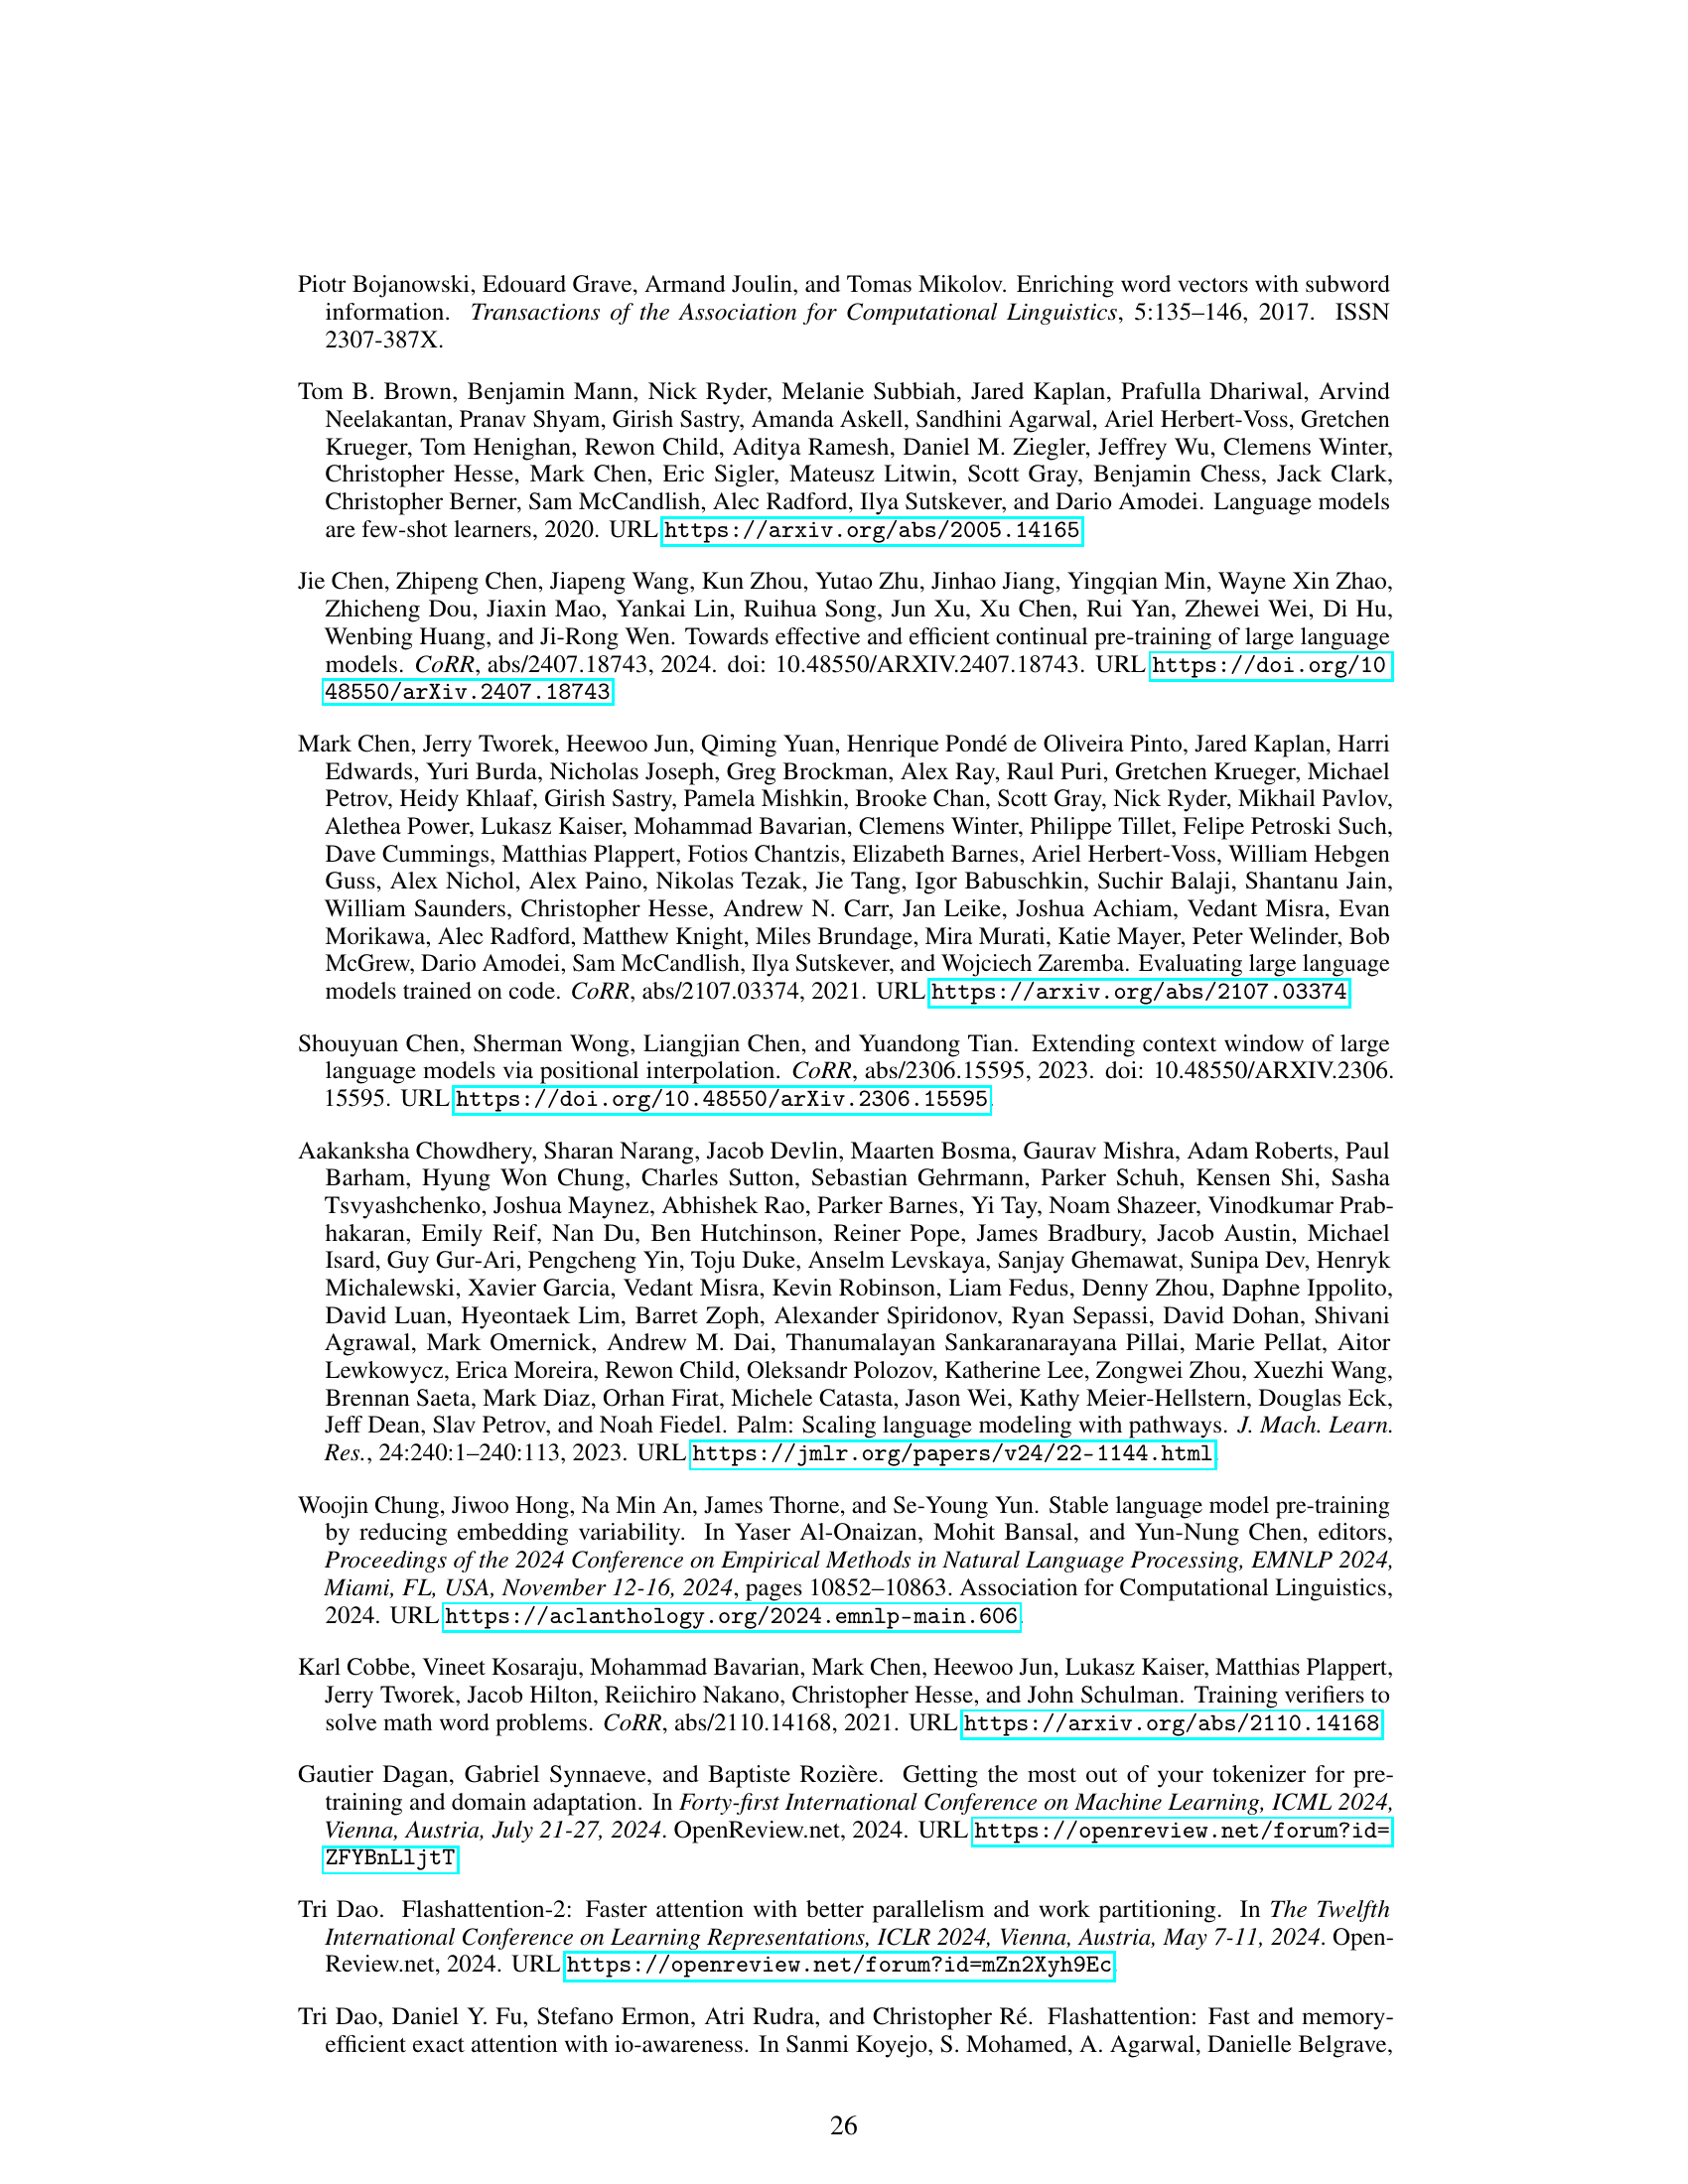 Piotr Bojanowski, Edouard Grave, Armand Joulin, and Tomas Mikolov. Enriching word vectors with subword
information. Transactions of the Association for Computational Linguistics, 5:135–146, 2017. ISSN
2307-387X.
Tom B. Brown, Benjamin Mann, Nick Ryder, Melanie Subbiah, Jared Kaplan, Prafulla Dhariwal, Arvind
Neelakantan, Pranav Shyam, Girish Sastry, Amanda Askell, Sandhini Agarwal, Ariel Herbert-Voss, Gretchen
Krueger, Tom Henighan, Rewon Child, Aditya Ramesh, Daniel M. Ziegler, Jeffrey Wu, Clemens Winter,
Christopher Hesse, Mark Chen, Eric Sigler, Mateusz Litwin, Scott Gray, Benjamin Chess, Jack Clark,
Christopher Berner, Sam McCandlish, Alec Radford, Ilya Sutskever, and Dario Amodei. Language models
are few-shot learners, 2020. URL https://arxiv.org/abs/2005.14165
Jie Chen, Zhipeng Chen, Jiapeng Wang, Kun Zhou, Yutao Zhu, Jinhao Jiang, Yingqian Min, Wayne Xin Zhao,
Zhicheng Dou, Jiaxin Mao, Yankai Lin, Ruihua Song, Jun Xu, Xu Chen, Rui Yan, Zhewei Wei, Di Hu,
Wenbing Huang, and Ji-Rong Wen. Towards effective and efficient continual pre-training of large language
models. CoRR, abs/2407.18743, 2024. doi: 10.48550/ARXIV.2407.18743. URL https://doi.org/10
48550/arXiv.2407.18743
Mark Chen, Jerry Tworek, Heewoo Jun, Qiming Yuan, Henrique Pondé de Oliveira Pinto, Jared Kaplan, Harri
Edwards, Yuri Burda, Nicholas Joseph, Greg Brockman, Alex Ray, Raul Puri, Gretchen Krueger, Michael
Petrov, Heidy Khlaaf, Girish Sastry, Pamela Mishkin, Brooke Chan, Scott Gray, Nick Ryder, Mikhail Pavlov,
Alethea Power, Lukasz Kaiser, Mohammad Bavarian, Clemens Winter, Philippe Tillet, Felipe Petroski Such,
Dave Cummings, Matthias Plappert, Fotios Chantzis, Elizabeth Barnes, Ariel Herbert-Voss, William Hebgen
Guss, Alex Nichol, Alex Paino, Nikolas Tezak, Jie Tang, Igor Babuschkin, Suchir Balaji, Shantanu Jain,
William Saunders, Christopher Hesse, Andrew N. Carr, Jan Leike, Joshua Achiam, Vedant Misra, Evan
Morikawa, Alec Radford, Matthew Knight, Miles Brundage, Mira Murati, Katie Mayer, Peter Welinder, Bob
McGrew, Dario Amodei, Sam McCandlish, Ilya Sutskever, and Wojciech Zaremba. Evaluating large language
models trained on code. CoRR, abs/2107.03374, 2021. URL https://arxiv.org/abs/2107.03374
Shouyuan Chen, Sherman Wong, Liangjian Chen, and Yuandong Tian. Extending context window of large
language models via positional interpolation. CoRR, abs/2306.15595, 2023. doi: 10.48550/ARXIV.2306.
15595. URL https://doi.org/10.48550/arXiv.2306.15595.
Aakanksha Chowdhery, Sharan Narang, Jacob Devlin, Maarten Bosma, Gaurav Mishra, Adam Roberts, Paul
Barham, Hyung Won Chung, Charles Sutton, Sebastian Gehrmann, Parker Schuh, Kensen Shi, Sasha
Tsvyashchenko, Joshua Maynez, Abhishek Rao, Parker Barnes, Yi Tay, Noam Shazeer, Vinodkumar Prab-
hakaran, Emily Reif, Nan Du, Ben Hutchinson, Reiner Pope, James Bradbury, Jacob Austin, Michael
Isard, Guy Gur-Ari, Pengcheng Yin, Toju Duke, Anselm Levskaya, Sanjay Ghemawat, Sunipa Dev, Henryk
Michalewski, Xavier Garcia, Vedant Misra, Kevin Robinson, Liam Fedus, Denny Zhou, Daphne Ippolito,
David Luan, Hyeontaek Lim, Barret Zoph, Alexander Spiridonov, Ryan Sepassi, David Dohan, Shivani
Agrawal, Mark Omernick, Andrew M. Dai, Thanumalayan Sankaranarayana Pillai, Marie Pellat, Aitor
Lewkowycz, Erica Moreira, Rewon Child, Oleksandr Polozov, Katherine Lee, Zongwei Zhou, Xuezhi Wang,
Brennan Saeta, Mark Diaz, Orhan Firat, Michele Catasta, Jason Wei, Kathy Meier-Hellstern, Douglas Eck,
Jeff Dean, Slav Petrov, and Noah Fiedel. Palm: Scaling language modeling with pathways. J. Mach. Learn.
Res., 24:240:1–240:113, 2023. URL https://jmlr.org/papers/v24/22-1144.html
Woojin Chung, Jiwoo Hong, Na Min An, James Thorne, and Se-Young Yun. Stable language model pre-training
by reducing embedding variability. In Yaser Al-Onaizan, Mohit Bansal, and Yun-Nung Chen, editors,
Proceedings of the 2024 Conference on Empirical Methods in Natural Language Processing, EMNLP 2024,
Miami, FL, USA, November 12-16, 2024, pages 10852–10863. Association for Computational Linguistics,
2024. URL https://aclanthology.org/2024.emnlp-main.606.
Karl Cobbe, Vineet Kosaraju, Mohammad Bavarian, Mark Chen, Heewoo Jun, Lukasz Kaiser, Matthias Plappert,
Jerry Tworek, Jacob Hilton, Reiichiro Nakano, Christopher Hesse, and John Schulman. Training verifiers to
solve math word problems. CoRR, abs/2110.14168, 2021. URL https://arxiv.org/abs/2110.14168
Gautier Dagan, Gabriel Synnaeve, and Baptiste Rozière. Getting the most out of your tokenizer for pre-
training and domain adaptation. In Forty-first International Conference on Machine Learning, ICML 2024,
Vienna, Austria, July 21-27, 2024. OpenReview.net, 2024. URL https://openreview.net/forum?id=
ZFYBnLljtT
Tri Dao. Flashattention-2: Faster attention with better parallelism and work partitioning. In The Twelfth
International Conference on Learning Representations, ICLR 2024, Vienna, Austria, May 7-11, 2024. Open-
Review.net, 2024. URL https://openreview.net/forum?id=mZn2Xyh9Ec
Tri Dao, Daniel Y. Fu, Stefano Ermon, Atri Rudra, and Christopher Ré. Flashattention: Fast and memory-
efficient exact attention with io-awareness. In Sanmi Koyejo, S. Mohamed, A. Agarwal, Danielle Belgrave,
26